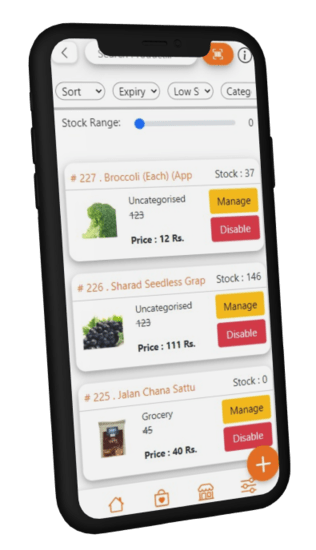 Sort Expiry Low S Categ
Stock Range: 0
# 227 . Broccoli (Each) (App Stock : 37
Uncategorised
123
Manage
Price : 12 Rs.
Disable
# 226 . Sharad Seedless Grap Stock : 146
Uncategorised
123
Manage
Price : 111 Rs.
Disable
# 225 . Jalan Chana Sattu Stock : 0
Grocery
45
Manage
Price : 40 Rs.
Disable